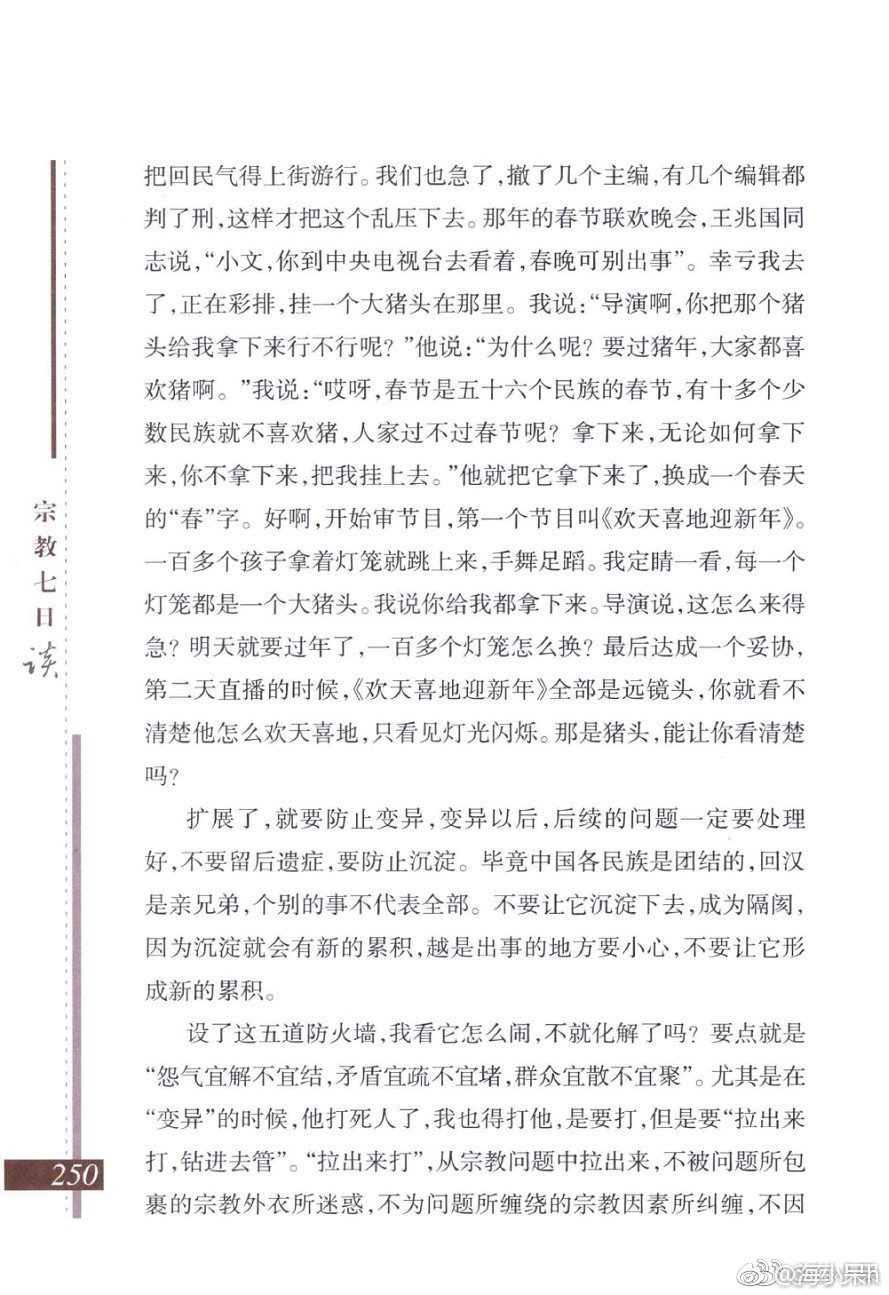 把回民气得上街游行。我们也急了,撤了几个主编,有几个编辑都
判了刑,这样才把这个乱压下去。那年的春节联欢晚会,王兆国同
志说,“小文,你到中央电视台去看着,春晚可别出事”。幸亏我去
了,正在彩排,挂一个大猪头在那里。我说:“导演啊,你把那个猪
头给我拿下来行不行呢?”他说:“为什么呢?要过猪年,大家都喜
欢猪啊。”我说:“哎呀,春节是五十六个民族的春节,有十多个少
数民族就不喜欢猪,人家过不过春节呢?拿下来,无论如何拿下
来,你不拿下来,把我挂上去。”他就把它拿下来了,换成一个春天
的“春”字。好啊,开始审节目,第一个节目叫《欢天喜地迎新年》。
一百多个孩子拿着灯笼就跳上来,手舞足蹈。我定睛一看,每一个
灯笼都是一个大猪头。我说你给我都拿下来。导演说,这怎么来得
急?明天就要过年了,一百多个灯笼怎么换?最后达成一个妥协,
第二天直播的时候,《欢天喜地迎新年》全部是远镜头,你就看不
清楚他怎么欢天喜地,只看见灯光闪烁。那是猪头,能让你看清楚
吗?
扩展了,就要防止变异,变异以后,后续的问题一定要处理
好,不要留后遗症,要防止沉淀。毕竟中国各民族是团结的,回汉
是亲兄弟,个别的事不代表全部。不要让它沉淀下去,成为隔阂,
因为沉淀就会有新的累积,越是出事的地方要小心,不要让它形
成新的累积。
设了这五道防火墙,我看它怎么闹,不就化解了吗?要点就是
“怨气宜解不宜结,矛盾宜疏不宜堵,群众宜散不宜聚”。尤其是在
“变异”的时候,他打死人了,我也得打他,是要打,但是要“拉出来
打,钻进去管”。“拉出来打”,从宗教问题中拉出来,不被问题所包
裹的宗教外衣所迷惑,不为问题所缠绕的宗教因素所纠缠,不因
宗教七日谈
250